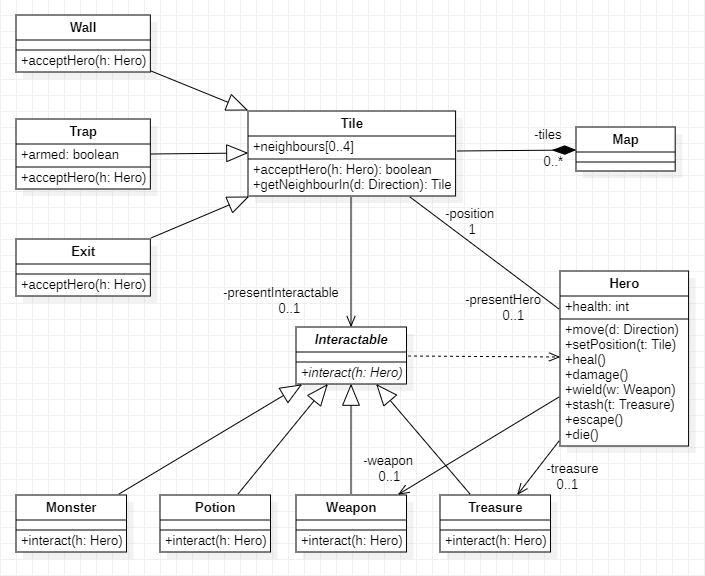 Wall
+acceptHero(h: Hero)
Trap
+armed: boolean
+acceptHero(h: Hero)
Exit
+acceptHero(h: Hero)
Tile
+neighbours[0..4]
+acceptHero(h: Hero): boolean
+getNeighbourIn(d: Direction): Tile
-tiles
0..*
Map
-position
1
-presentHero
0..1
-presentInteractable
0..1
Hero
+health: int
+move(d: Direction)
+setPosition(t: Tile)
+heal()
+damage()
+wield(w: Weapon)
+stash(t: Treasure)
+escape()
+die()
Interactable
+interact(h: Hero)
-weapon
0..1
-treasure
0..1
Monster
+interact(h: Hero)
Potion
+interact(h: Hero)
Weapon
+interact(h: Hero)
Treasure
+interact(h: Hero)